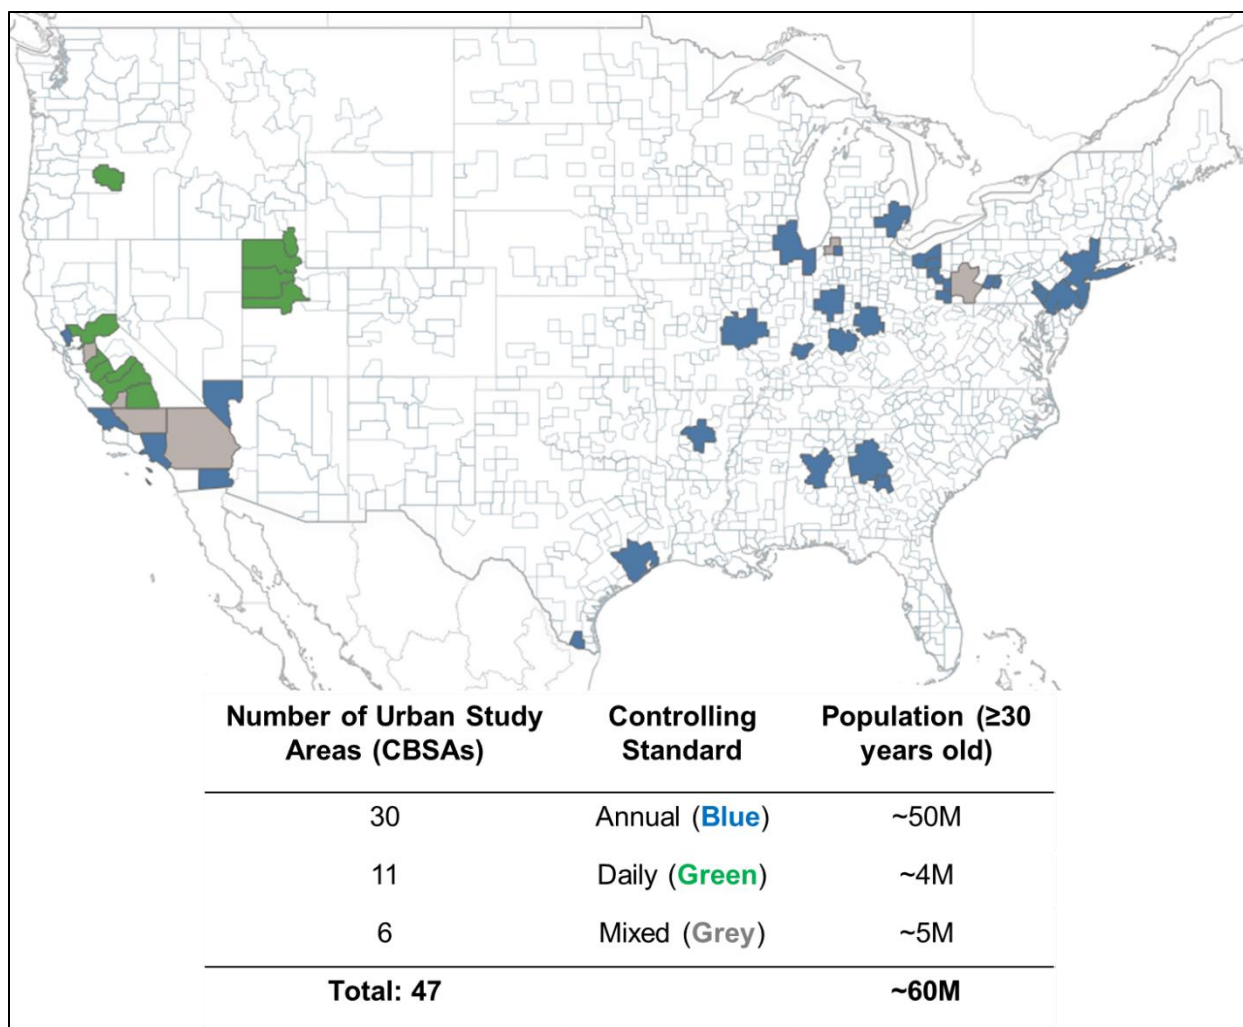 Number of Urban Study Areas (CBSAs) Controlling Standard Population (≥30 years old)
30 Annual (Blue) ~50M
11 Daily (Green) ~4M
6 Mixed (Grey) ~5M
Total: 47 ~60M